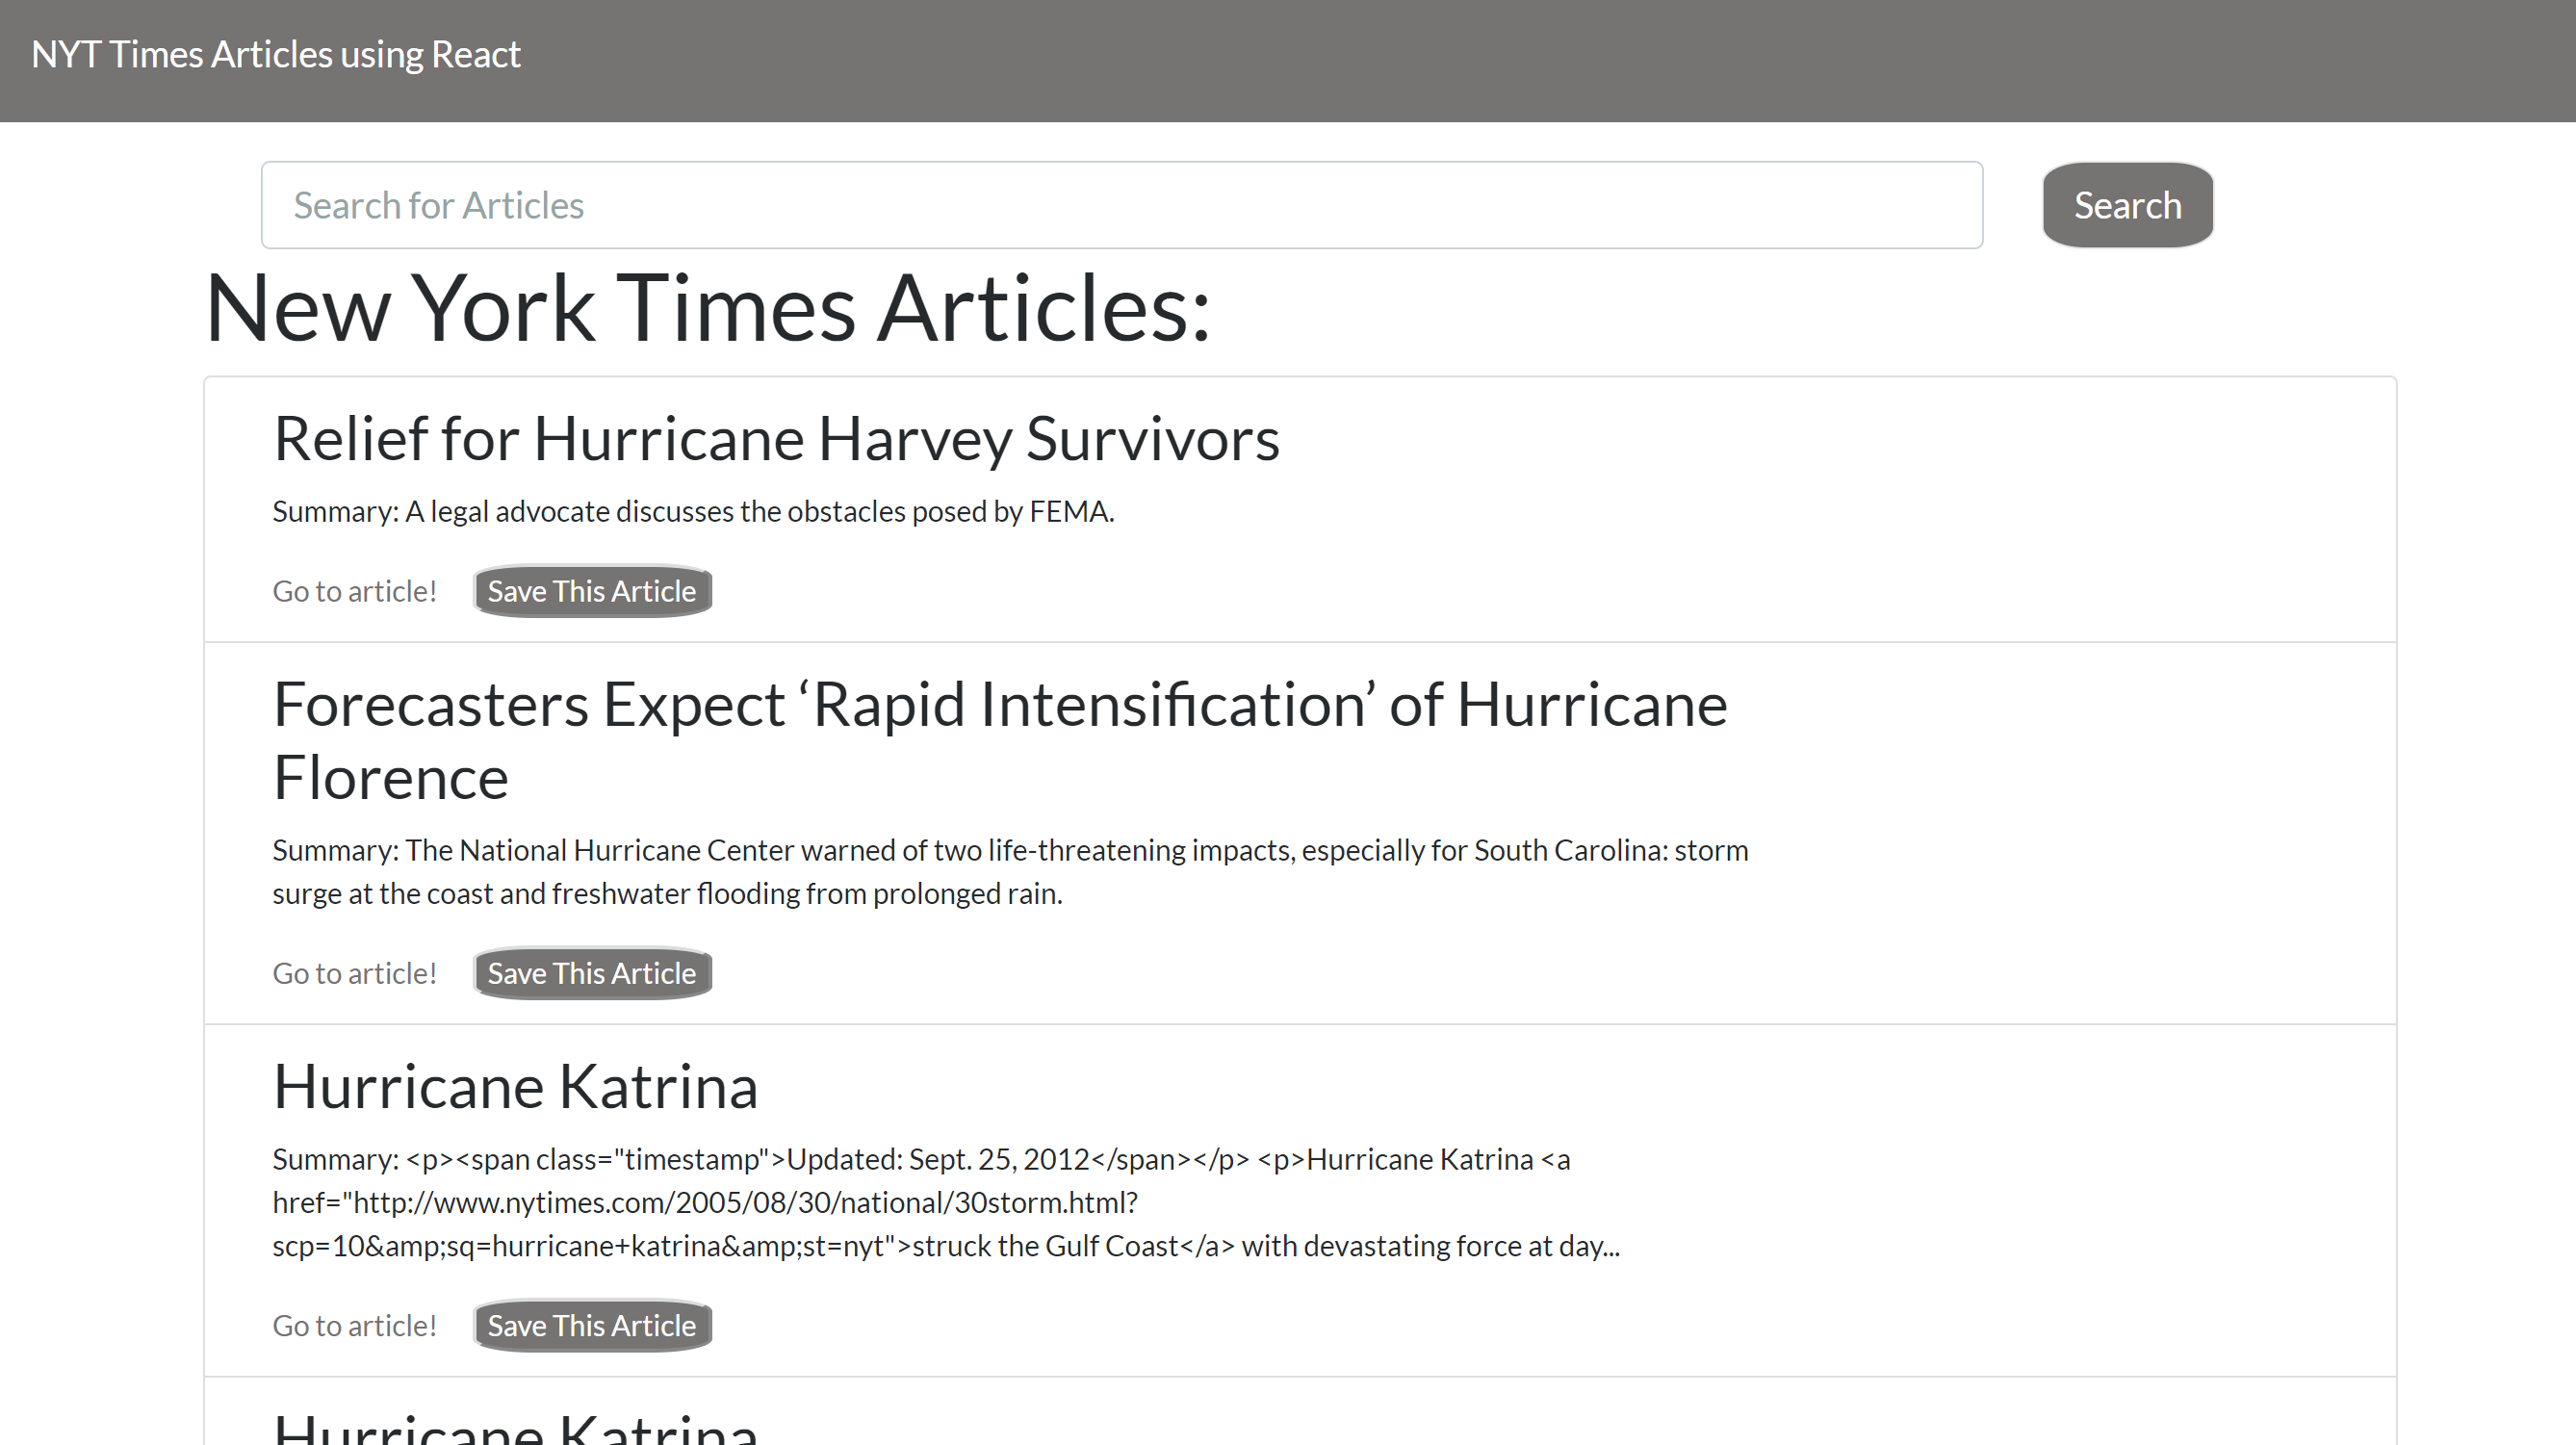 NYT Times Articles using React
Search for Articles
Search
New York Times Articles:
Relief for Hurricane Harvey Survivors
Summary: A legal advocate discusses the obstacles posed by FEMA.
Go to article!
Save This Article
Forecasters Expect ‘Rapid Intensification’ of Hurricane
Florence
Summary: The National Hurricane Center warned of two life-threatening impacts, especially for South Carolina: storm
surge at the coast and freshwater flooding from prolonged rain.
Go to article!
Save This Article
Hurricane Katrina
Summary: <p><span class="timestamp">Updated: Sept. 25, 2012</span></p> <p>Hurricane Katrina <a
href="http://www.nytimes.com/2005/08/30/national/30storm.html?
scp=10&amp;sq=hurricane+katrina&amp;st=nyt">struck the Gulf Coast</a> with devastating force at day...
Go to article!
Save This Article
Hurricane Katrina